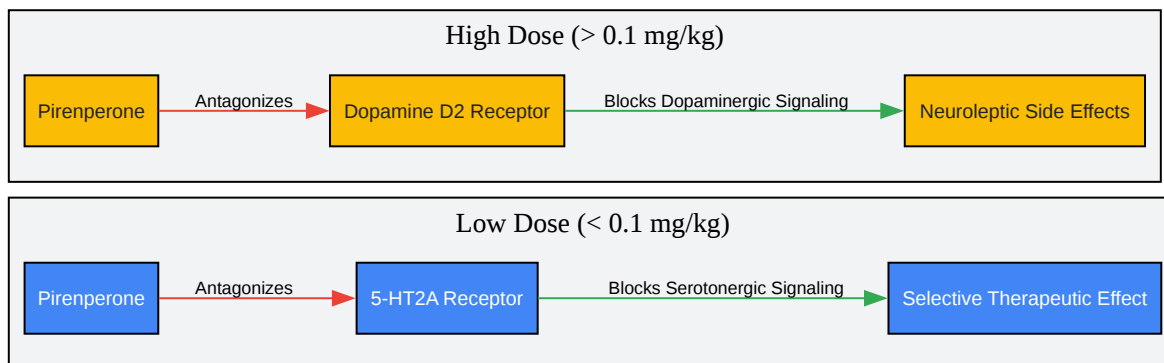 High Dose (> 0.1 mg/kg)
Pirenperone
Antagonizes
Dopamine D2 Receptor
Blocks Dopaminergic Signaling
Neuroleptic Side Effects
Low Dose (< 0.1 mg/kg)
Pirenperone
Antagonizes
5-HT2A Receptor
Blocks Serotonergic Signaling
Selective Therapeutic Effect